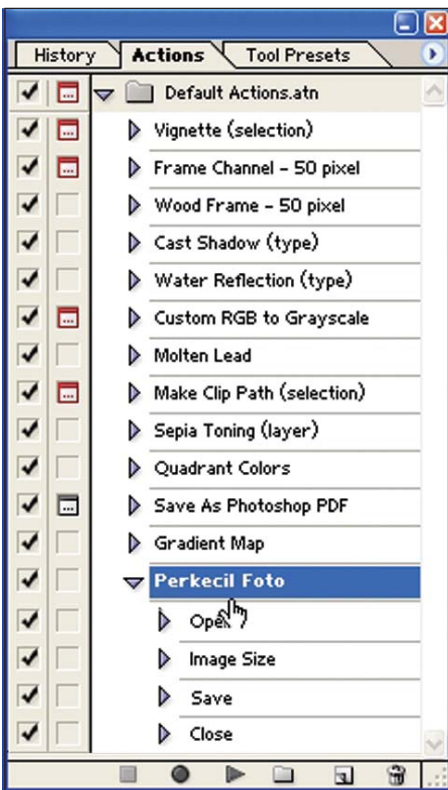 History Actions Tool Presets
Default Actions.atn
Vignette (selection)
Frame Channel - 50 pixel
Wood Frame - 50 pixel
Cast Shadow (type)
Water Reflection (type)
Custom RGB to Grayscale
Molten Lead
Make Clip Path (selection)
Sepia Toning (layer)
Quadrant Colors
Save As Photoshop PDF
Gradient Map
Perkecil Foto
Open
Image Size
Save
Close